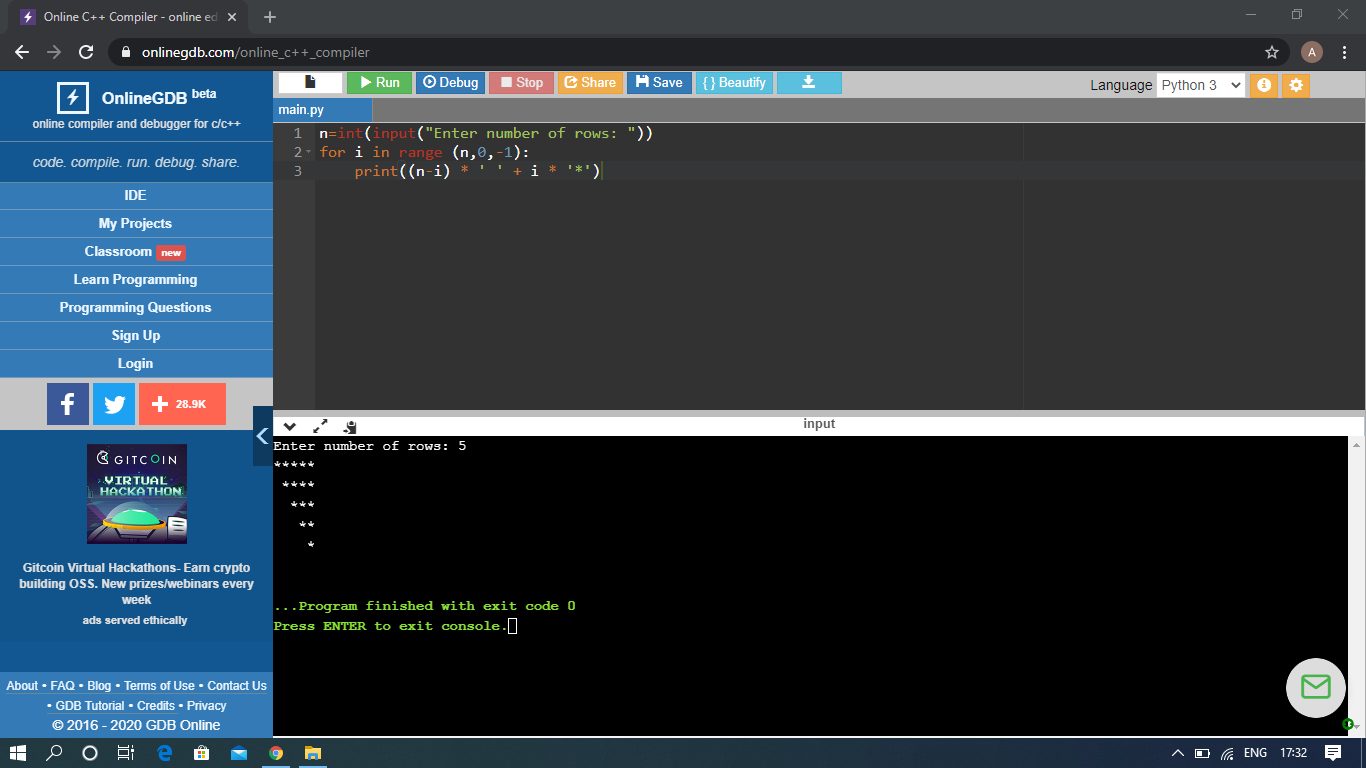 Online C++ Compiler - online ed
onlinegdb.com/online_c++_compiler
A
OnlineGDB beta
online compiler and debugger for c/c++
code. compile. run. debug. share.
IDE
My Projects
Classroom new
Learn Programming
Programming Questions
Sign Up
Login
28.9K
GITCOIN
VIRTUAL
HACKATHON
Gitcoin Virtual Hackathons- Earn crypto
building OSS. New prizes/webinars every
week
ads served ethically
About • FAQ • Blog • Terms of Use • Contact Us
• GDB Tutorial • Credits • Privacy
© 2016 - 2020 GDB Online
Run Debug Stop Share Save { } Beautify
Language Python 3
main.py
1 n=int(input("Enter number of rows: "))
2 for i in range (n,0,-1):
3     print((n-i) * ' ' + i * '*')
input
Enter number of rows: 5
*****
 ****
  ***
   **
    *
...Program finished with exit code 0
Press ENTER to exit console.
ENG 17:32